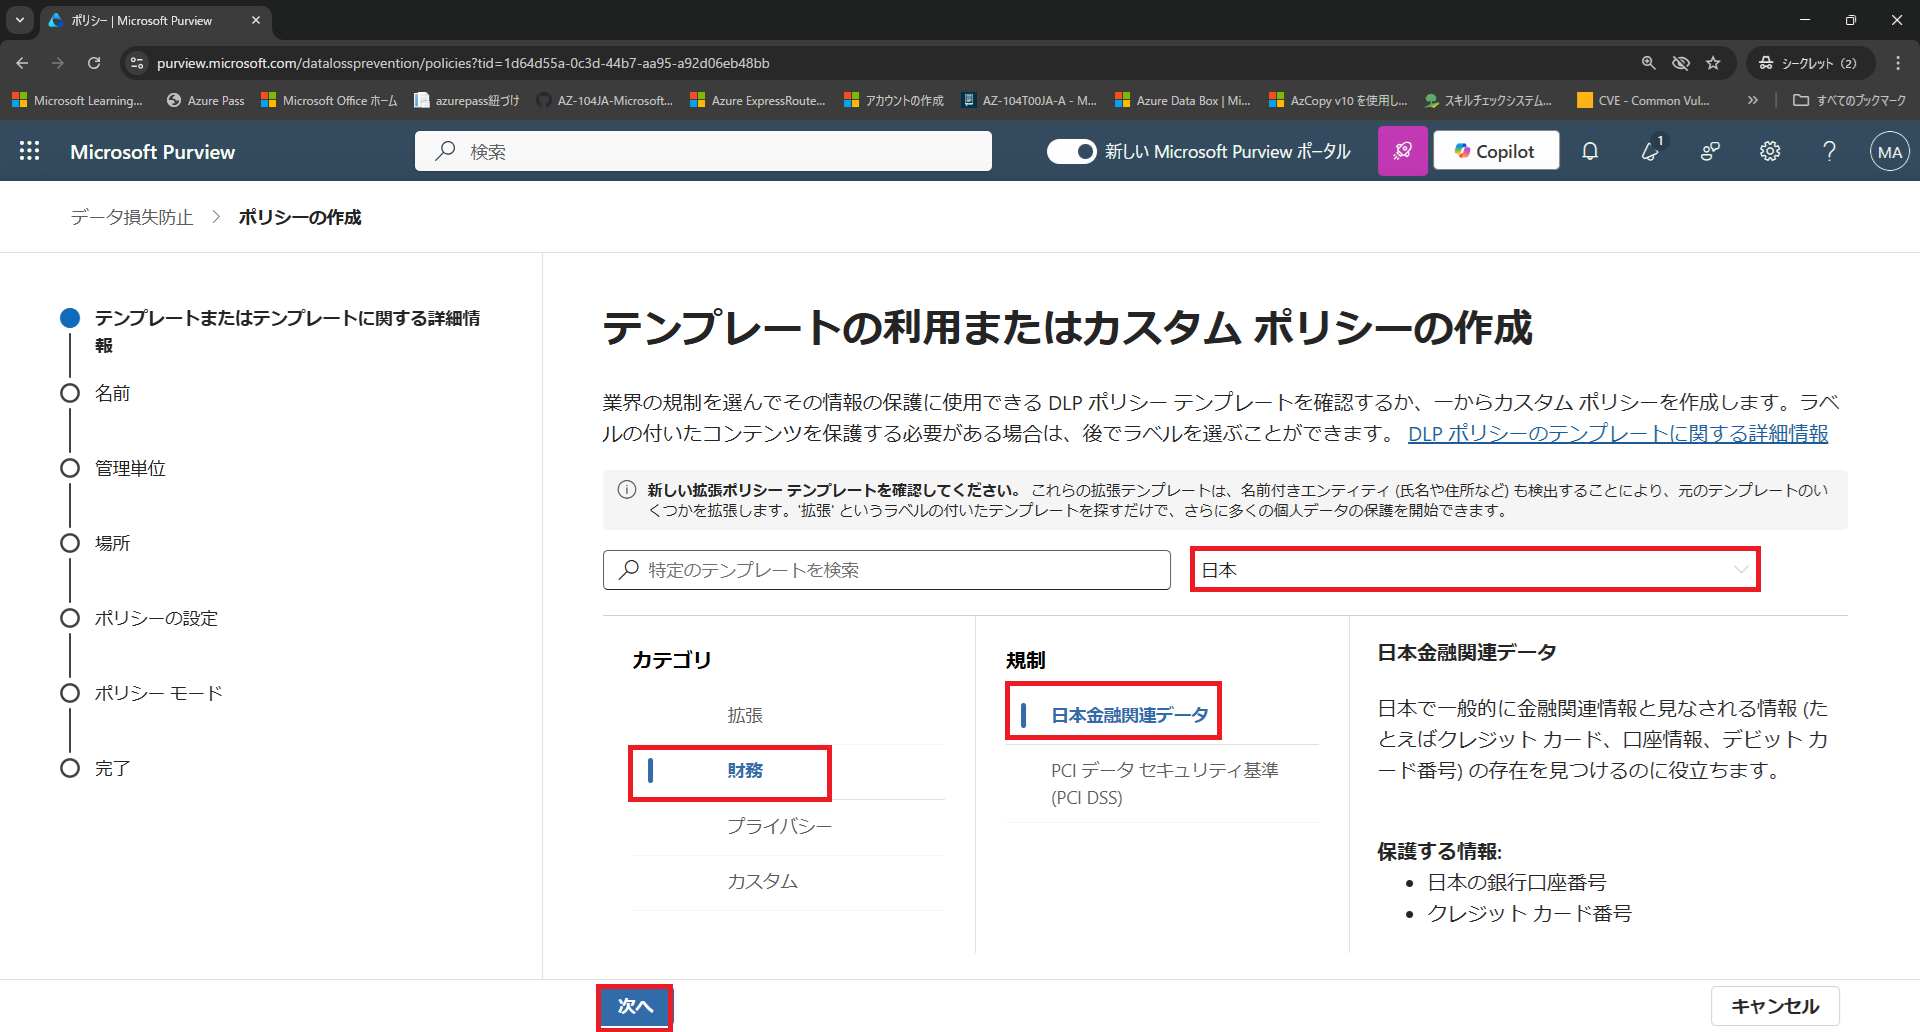 ポリシー | Microsoft Purview
purview.microsoft.com/datalossprevention/policies?tid=1d64d55a-0c3d-44b7-aa95-a92d06eb48bb
シークレット (2)
Microsoft Learning...
Azure Pass
Microsoft Office ホーム
azurepass紐づけ
AZ-104JA-Microsoft...
Azure ExpressRoute...
アカウントの作成
AZ-104T00JA-A - M...
Azure Data Box | Mi...
AzCopy v10 を使用し...
スキルチェックシステム...
CVE - Common Vul...
すべてのブックマーク
Microsoft Purview
検索
新しい Microsoft Purview ポータル
Copilot
1
MA
データ損失防止
ポリシーの作成
テンプレートまたはテンプレートに関する詳細情
報
名前
管理単位
場所
ポリシーの設定
ポリシー モード
完了
テンプレートの利用またはカスタム ポリシーの作成
業界の規制を選んでその情報の保護に使用できる DLP ポリシー テンプレートを確認するか、一からカスタム ポリシーを作成します。ラベ
ルの付いたコンテンツを保護する必要がある場合は、後でラベルを選ぶことができます。 DLP ポリシーのテンプレートに関する詳細情報
新しい拡張ポリシー テンプレートを確認してください。 これらの拡張テンプレートは、名前付きエンティティ (氏名や住所など) も検出することにより、元のテンプレートのい
くつかを拡張します。'拡張' というラベルの付いたテンプレートを探すだけで、さらに多くの個人データの保護を開始できます。
特定のテンプレートを検索
日本
カテゴリ
拡張
財務
プライバシー
カスタム
規制
日本金融関連データ
PCI データ セキュリティ基準
(PCI DSS)
日本金融関連データ
日本で一般的に金融関連情報と見なされる情報 (た
とえばクレジット カード、口座情報、デビット カ
ード番号) の存在を見つけるのに役立ちます。
保護する情報:
• 日本の銀行口座番号
• クレジット カード番号
次へ
キャンセル